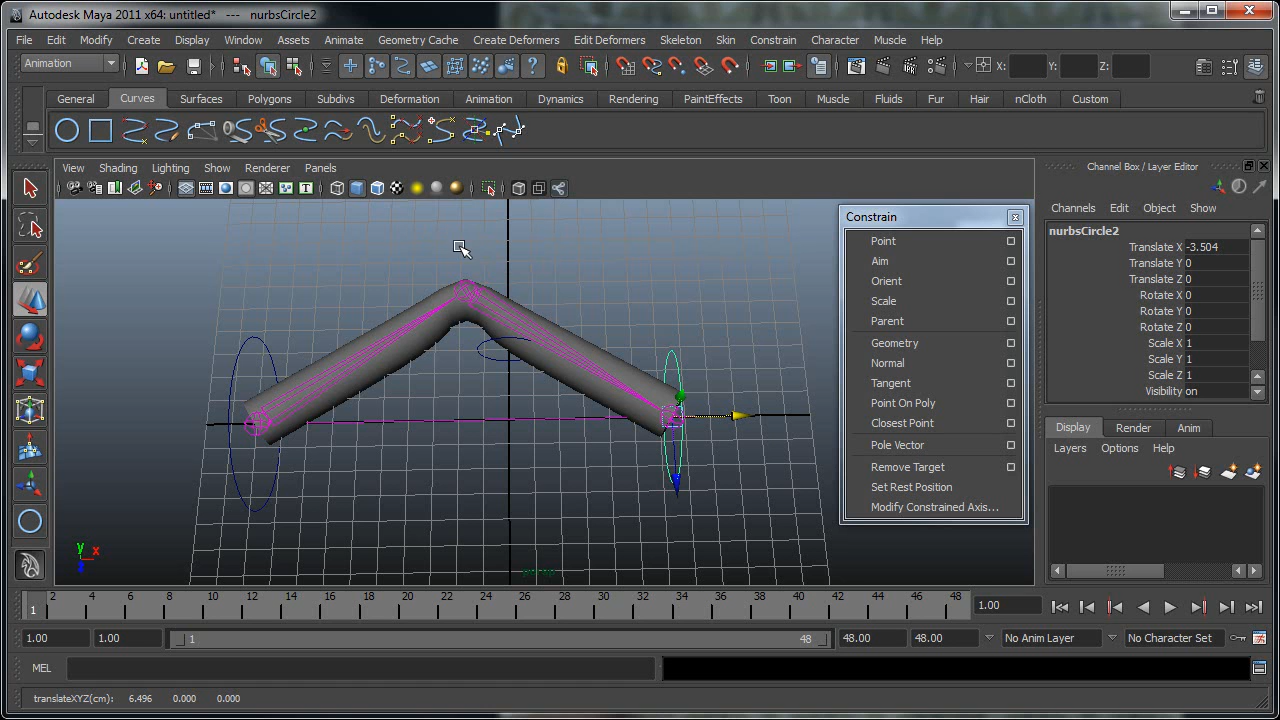 Autodesk Maya 2011 x64: untitled* --- nurbsCircle2
File Edit Modify Create Display Window Assets Animate Geometry Cache Create Deformers Edit Deformers Skeleton Skin Constrain Character Muscle Help
Animation X: Y: Z:
General Curves Surfaces Polygons Subdivs Deformation Animation Dynamics Rendering PaintEffects Toon Muscle Fluids Fur Hair nCloth Custom
View Shading Lighting Show Renderer Panels
Channel Box / Layer Editor
Channels Edit Object Show
nurbsCircle2
Translate X -3.504
Translate Y 0
Translate Z 0
Rotate X 0
Rotate Y 0
Rotate Z 0
Scale X 1
Scale Y 1
Scale Z 1
Visibility on
Constrain
Point
Aim
Orient
Scale
Parent
Geometry
Normal
Tangent
Point On Poly
Closest Point
Pole Vector
Remove Target
Set Rest Position
Modify Constrained Axis...
Display Render Anim
Layers Options Help
y x
persp
1 2 4 6 8 10 12 14 16 18 20 22 24 26 28 30 32 34 36 38 40 42 44 46 48 1.00
1.00 1.00 1 48 48.00 48.00 No Anim Layer No Character Set
MEL
translateXYZ(cm): 6.496 0.000 0.000